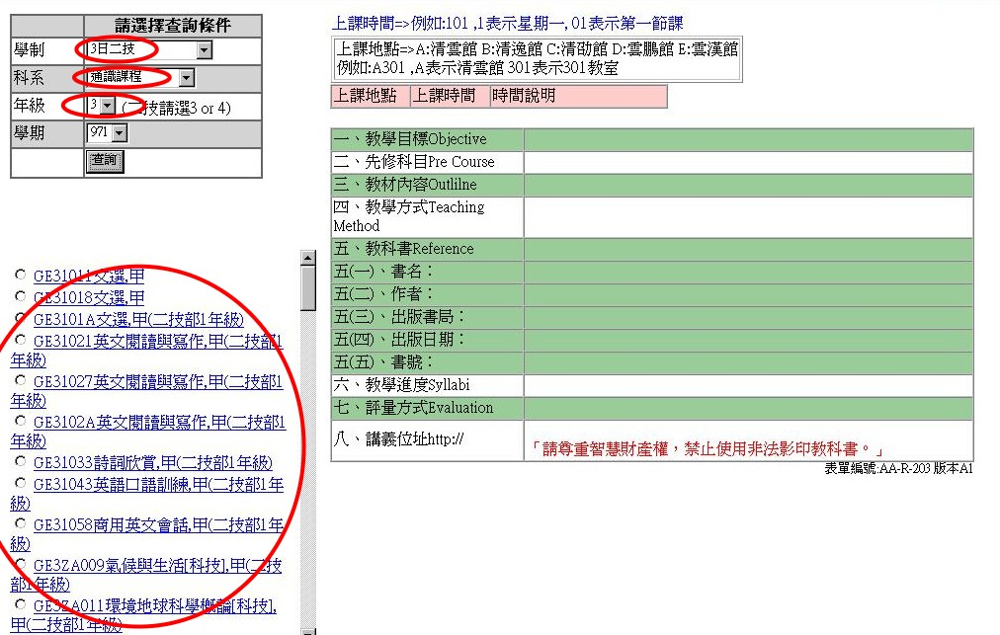 請選擇查詢條件
學制 3日二技
科系 通識課程
年級 3 (二技請選3 or 4)
學期 971
查詢
GE31011文選,甲
GE31018文選,甲
GE3101A文選,甲(二技部1年級)
GE31021英文閱讀與寫作,甲(二技部1
年級)
GE31027英文閱讀與寫作,甲(二技部1
年級)
GE3102A英文閱讀與寫作,甲(二技部1
年級)
GE31033詩詞欣賞,甲(二技部1年級)
GE31043英語口語訓練,甲(二技部1年
級)
GE31058商用英文會話,甲(二技部1年
級)
GE3ZA009氣候與生活[科技],甲(二技
部1年級)
GE3ZA011環境地球科學概論[科技],
甲(二技部1年級)
上課時間=>例如:101 ,1表示星期一, 01表示第一節課
上課地點=>A:清雲館 B:清逸館 C:清劭館 D:雲鵬館 E:雲漢館
例如:A301 ,A表示清雲館 301表示301教室
上課地點 上課時間 時間說明
一、教學目標Objective
二、先修科目Pre Course
三、教材內容Outlilne
四、教學方式Teaching
Method
五、教科書Reference
五(一)、書名：
五(二)、作者：
五(三)、出版書局：
五(四)、出版日期：
五(五)、書號：
六、教學進度Syllabi
七、評量方式Evaluation
八、講義位址http://
「請尊重智慧財產權，禁止使用非法影印教科書。」
表單編號:AA-R-203 版本A1